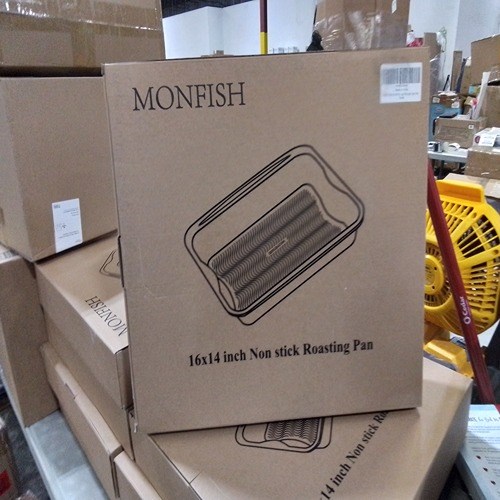 MONFISH
16x14 inch Non stick Roasting Pan
MONFISH
14 inch Non stick R